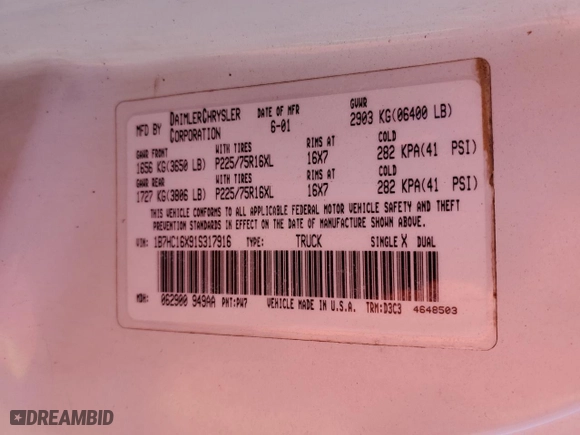 MFD BY DAIMLERCHRYSLER CORPORATION DATE OF MFR 6-01 GVWR 2903 KG(06400 LB)
GAWR FRONT WITH TIRES RIMS AT COLD
1656 KG(3650 LB) P225/75R16XL 16X7 282 KPA(41 PSI)
GAWR REAR WITH TIRES RIMS AT COLD
1727 KG(3806 LB) P225/75R16XL 16X7 282 KPA(41 PSI)
THIS VEHICLE CONFORMS TO ALL APPLICABLE FEDERAL MOTOR VEHICLE SAFETY AND THEFT
PREVENTION STANDARDS IN EFFECT ON THE DATE OF MANUFACTURE SHOWN ABOVE.
VIN: 1B7HC16X91S317916 TYPE: TRUCK SINGLE X DUAL
MDH: 062900 949AA PNT:PW7 VEHICLE MADE IN U.S.A. TRM:D3C3 4648503
DREAMBID